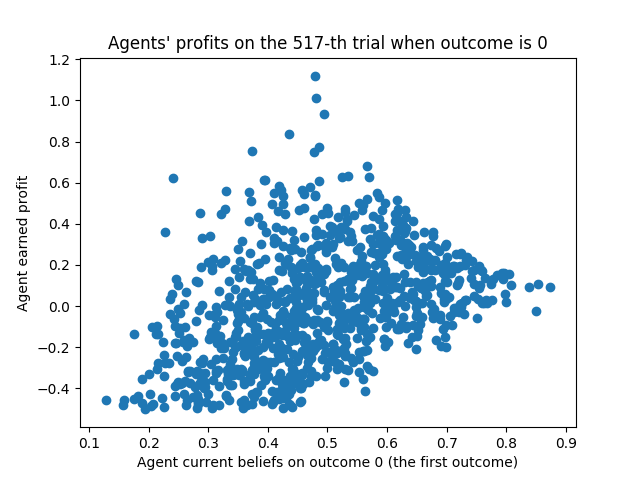 Agents' profits on the 517-th trial when outcome is 0
1.2
1.0
0.8
0.6
0.4
0.2
0.0
−0.2
−0.4
Agent earned profit
0.1 0.2 0.3 0.4 0.5 0.6 0.7 0.8 0.9
Agent current beliefs on outcome 0 (the first outcome)